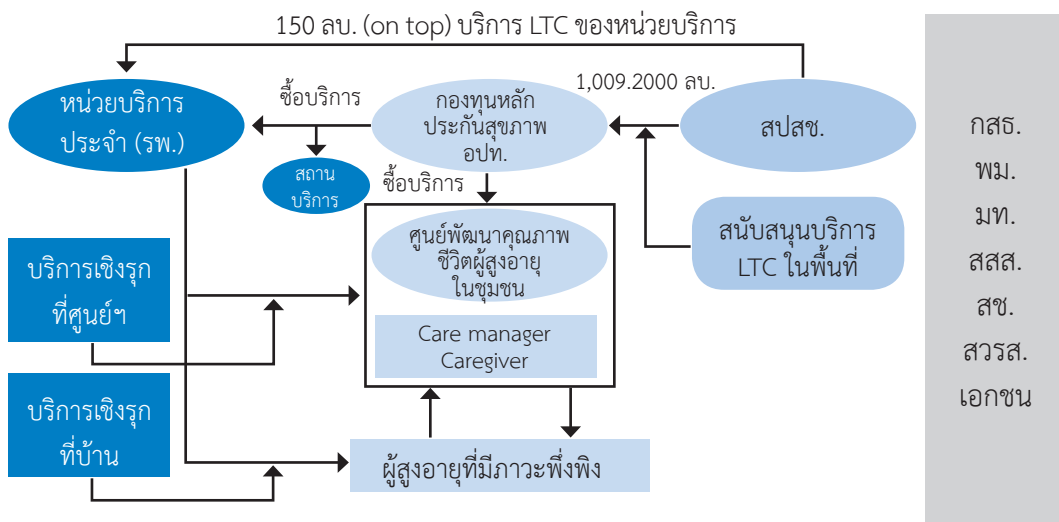 150 ลบ. (on top) บริการ LTC ของหน่วยบริการ
หน่วยบริการ
ประจำ (รพ.)
ซื้อบริการ
กองทุนหลัก
ประกันสุขภาพ
อปท.
1,009.2000 ลบ.
สปสช.
สถาน
บริการ
ซื้อบริการ
สนับสนุนบริการ
LTC ในพื้นที่
ศูนย์พัฒนาคุณภาพ
ชีวิตผู้สูงอายุ
ในชุมชน
Care manager
Caregiver
บริการเชิงรุก
ที่ศูนย์ฯ
บริการเชิงรุก
ที่บ้าน
ผู้สูงอายุที่มีภาวะพึ่งพิง
กสธ.
พม.
มท.
สสส.
สช.
สวรส.
เอกชน